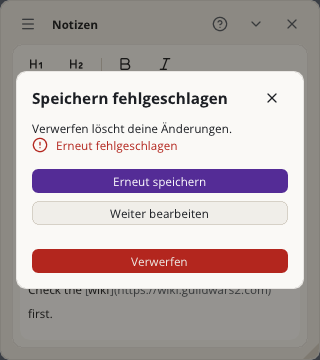 Notizen
H1 H2 B I
Speichern fehlgeschlagen
Verwerfen löscht deine Änderungen.
Erneut fehlgeschlagen
Erneut speichern
Weiter bearbeiten
Verwerfen
Check the [wiki](https://wiki.guildwars2.com)
first.